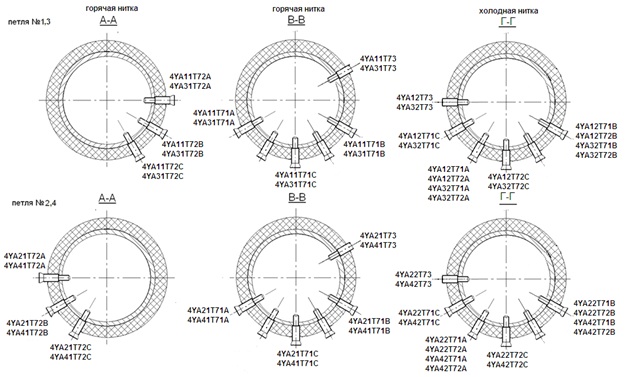 горячая нитка
горячая нитка
холодная нитка
петля №1,3
А-А
В-В
Г-Г
4YA11T72A
4YA31T72A
4YA11T72B
4YA31T72B
4YA11T72C
4YA31T72C
4YA11T73
4YA31T73
4YA11T71A
4YA31T71A
4YA11T71B
4YA31T71B
4YA11T71C
4YA31T71C
4YA12T73
4YA32T73
4YA12T71C
4YA32T71C
4YA12T71A
4YA12T72A
4YA32T71A
4YA32T72A
4YA12T72C
4YA32T72C
4YA12T71B
4YA12T72B
4YA32T71B
4YA32T72B
петля №2,4
А-А
В-В
Г-Г
4YA21T72A
4YA41T72A
4YA21T72B
4YA41T72B
4YA21T72C
4YA41T72C
4YA21T73
4YA41T73
4YA21T71A
4YA41T71A
4YA21T71B
4YA41T71B
4YA21T71C
4YA41T71C
4YA22T73
4YA42T73
4YA22T71C
4YA42T71C
4YA22T71A
4YA22T72A
4YA42T71A
4YA42T72A
4YA22T72C
4YA42T72C
4YA22T71B
4YA22T72B
4YA42T71B
4YA42T72B